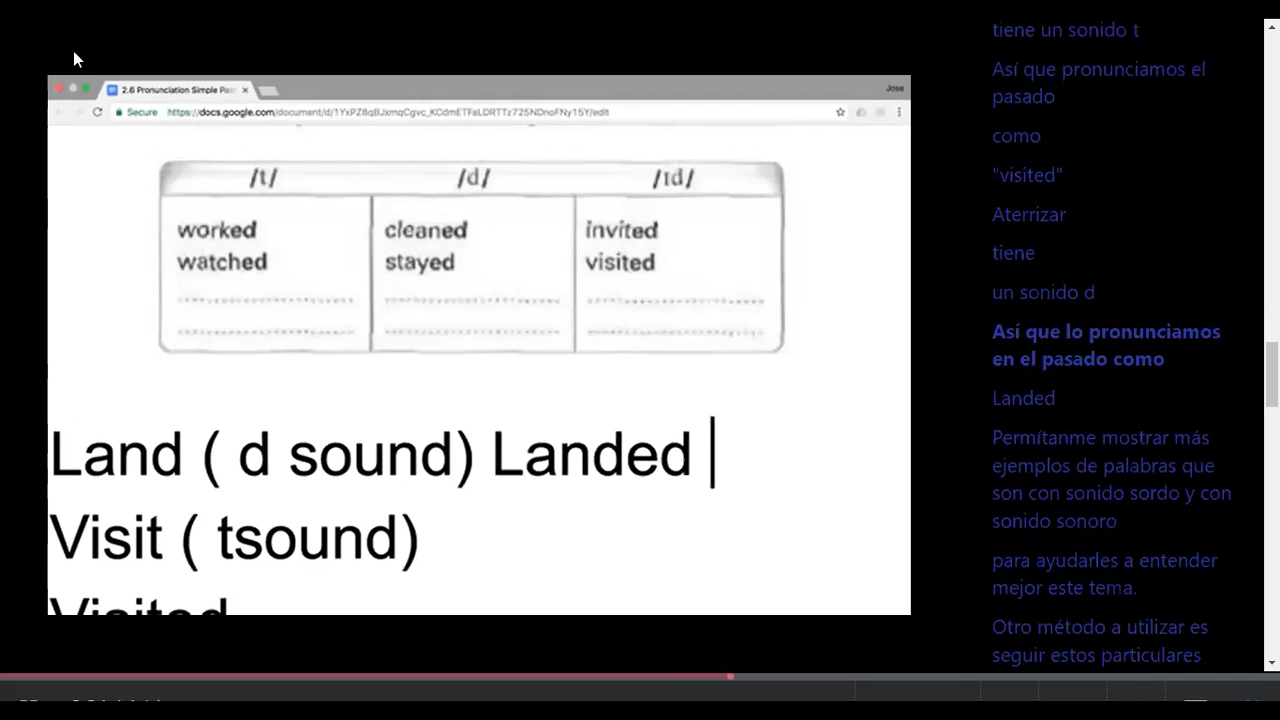 2.6 Pronunciation Simple Pas
Jose
Secure
/t/ /d/ /ɪd/
worked cleaned invited
watched stayed visited
Land ( d sound) Landed
Visit ( tsound)
Visited
tiene un sonido t
Así que pronunciamos el
pasado
como
"visited"
Aterrizar
tiene
un sonido d
Así que lo pronunciamos
en el pasado como
Landed
Permítanme mostrar más
ejemplos de palabras que
son con sonido sordo y con
sonido sonoro
para ayudarles a entender
mejor este tema.
Otro método a utilizar es
seguir estos particulares